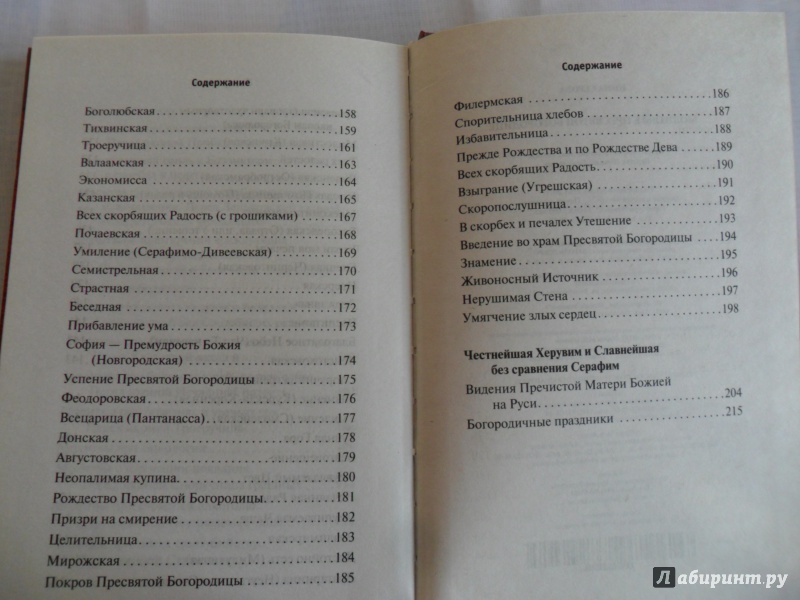 Содержание
Боголюбская 158
Тихвинская 159
Троеручица 161
Валаамская 163
Экономисса 164
Казанская 165
Всех скорбящих Радость (с грошиками) 167
Почаевская 168
Умиление (Серафимо-Дивеевская) 169
Семистрельная 170
Страстная 171
Беседная 172
Прибавление ума 173
София — Премудрость Божия
(Новгородская) 174
Успение Пресвятой Богородицы 175
Феодоровская 176
Всецарица (Пантанасса) 177
Донская 178
Августовская 179
Неопалимая купина 180
Рождество Пресвятой Богородицы 181
Призри на смирение 182
Целительница 183
Мирожская 184
Покров Пресвятой Богородицы 185
Содержание
Филермская 186
Спорительница хлебов 187
Избавительница 188
Прежде Рождества и по Рождестве Дева 189
Всех скорбящих Радость 190
Взыграние (Угрешская) 191
Скоропослушница 192
В скорбех и печалех Утешение 193
Введение во храм Пресвятой Богородицы 194
Знамение 195
Живоносный Источник 196
Нерушимая Стена 197
Умягчение злых сердец 198
Честнейшая Херувим и Славнейшая
без сравнения Серафим
Видения Пречистой Матери Божией
на Руси 204
Богородичные праздники 215
Лабиринт.ру